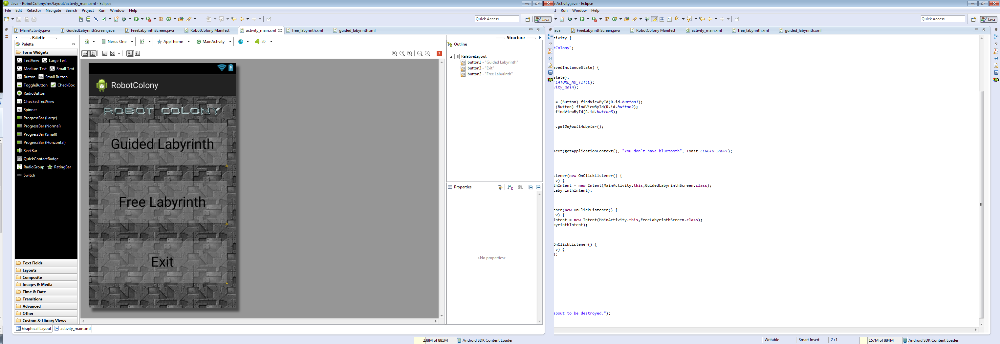 Java - RobotColony/res/layout/activity_main.xml - Eclipse
File Edit Refactor Navigate Search Project Run Window Help
Quick Access
Java
MainActivity.java GuidedLabyrinthScreen.java FreeLabyrinthScreen.java RobotColony Manifest activity_main.xml free_labyrinth.xml guided_labyrinth.xml
Palette
Palette
Form Widgets
TextView Large Text
Medium Text Small Text
Button Small Button
ToggleButton CheckBox
RadioButton
CheckedTextView
Spinner
ProgressBar (Large)
ProgressBar (Normal)
ProgressBar (Small)
ProgressBar (Horizontal)
SeekBar
QuickContactBadge
RadioGroup RatingBar
Switch
Text Fields
Layouts
Composite
Images & Media
Time & Date
Transitions
Advanced
Other
Custom & Library Views
Graphical Layout activity_main.xml
Nexus One AppTheme MainActivity 20
3
RobotColony
ROBOT COLONY
Guided Labyrinth
Free Labyrinth
Exit
Structure
Outline
RelativeLayout
button1 - "Guided Labyrinth"
button3 - "Exit"
button2 - "Free Labyrinth"
Properties
<No properties>
238M of 881M Android SDK Content Loader
nActivity.java - Eclipse
t Run Window Help
Quick Access
Java
ava FreeLabyrinthScreen.java RobotColony Manifest activity_main.xml free_labyrinth.xml guided_labyrinth.xml
tivity {
tColony";
avedInstanceState) {
State);
FEATURE_NO_TITLE);
vity_main);
= (Button) findViewById(R.id.button1);
(Button) findViewById(R.id.button2);
findViewById(R.id.button3);
r.getDefaultAdapter();
Text(getApplicationContext(), "You don`t have bluetooth", Toast.LENGTH_SHORT);
stener(new OnClickListener() {
v) {
thIntent = new Intent(MainActivity.this,GuidedLabyrinthScreen.class);
LabyrinthIntent);
ener(new OnClickListener() {
v) {
Intent = new Intent(MainActivity.this,FreeLabyrinthScreen.class);
byrinthIntent);
OnClickListener() {
v) {
);
about to be destroyed.");
Writable Smart Insert 2 : 1 157M of 884M Android SDK Content Loader